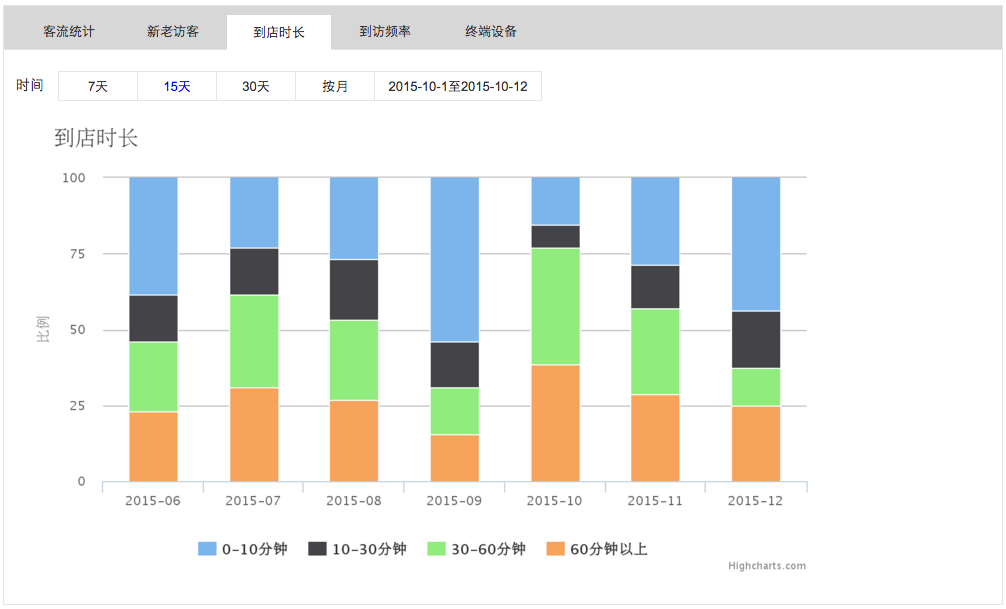 客流统计 新老访客 到店时长 到访频率 终端设备
时间 7天 15天 30天 按月 2015-10-1至2015-10-12
到店时长
100
75
比例
50
25
0
2015-06 2015-07 2015-08 2015-09 2015-10 2015-11 2015-12
0-10分钟 10-30分钟 30-60分钟 60分钟以上
Highcharts.com